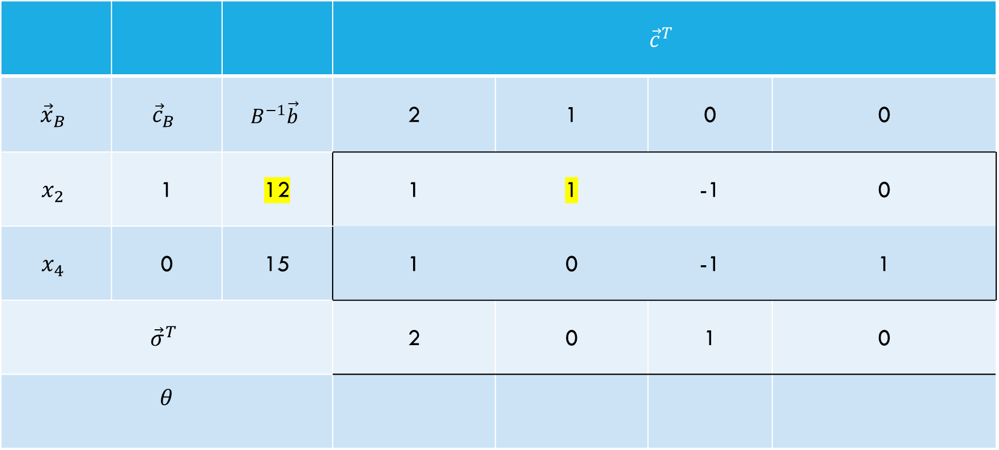 $\vec{c}^T$
$\vec{x}_B$ $\vec{c}_B$ $B^{-1}\vec{b}$ 2 1 0 0
$x_2$ 1 12 1 1 -1 0
$x_4$ 0 15 1 0 -1 1
$\vec{\sigma}^T$ 2 0 1 0
$\theta$